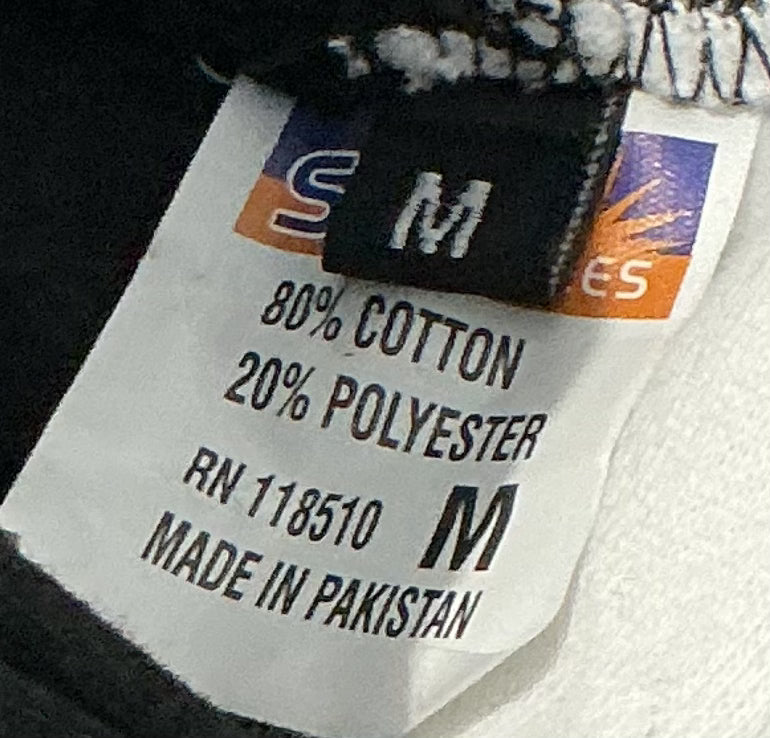 M
80% COTTON
20% POLYESTER
RN 118510 M
MADE IN PAKISTAN